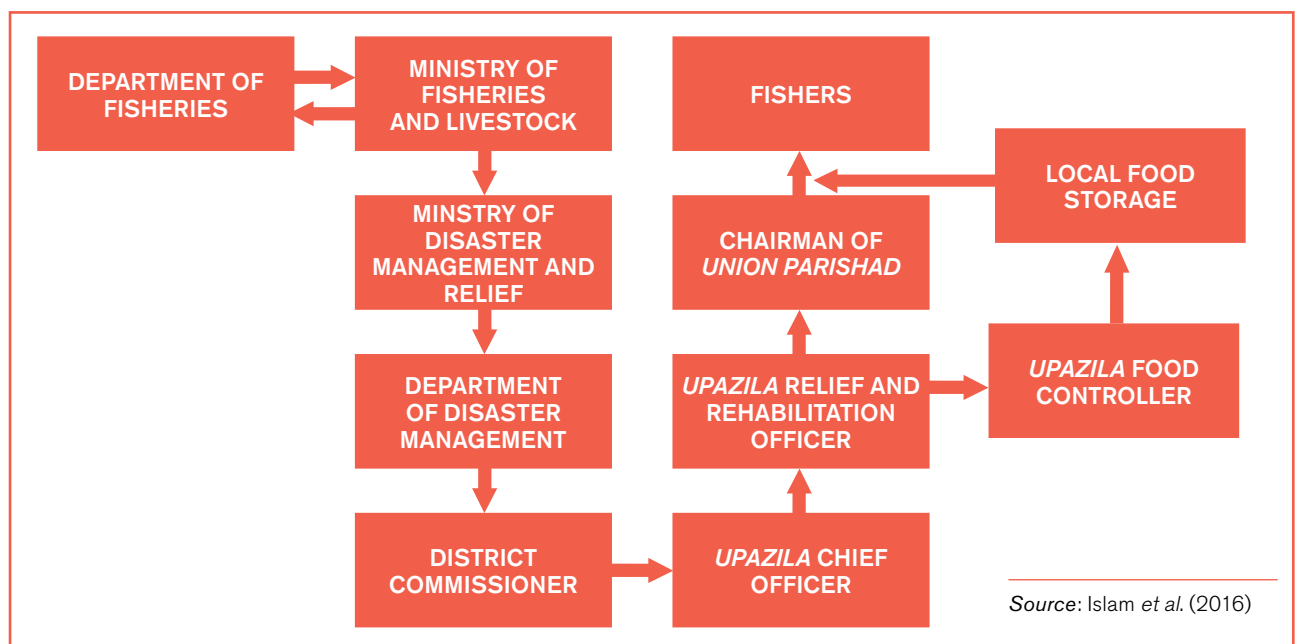 DEPARTMENT OF
FISHERIES
MINISTRY OF
FISHERIES
AND LIVESTOCK
MINSTRY OF
DISASTER
MANAGEMENT AND
RELIEF
DEPARTMENT
OF DISASTER
MANAGEMENT
DISTRICT
COMMISSIONER
UPAZILA CHIEF
OFFICER
UPAZILA RELIEF AND
REHABILITATION
OFFICER
CHAIRMAN OF
UNION PARISHAD
FISHERS
UPAZILA FOOD
CONTROLLER
LOCAL FOOD
STORAGE
Source: Islam et al. (2016)